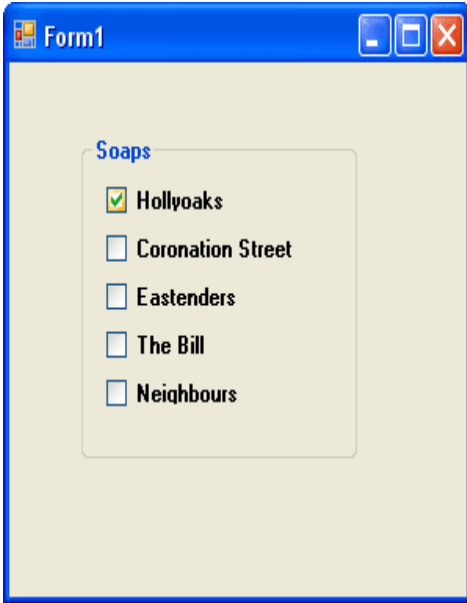 Form1
Soaps
Hollyoaks
Coronation Street
Eastenders
The Bill
Neighbours